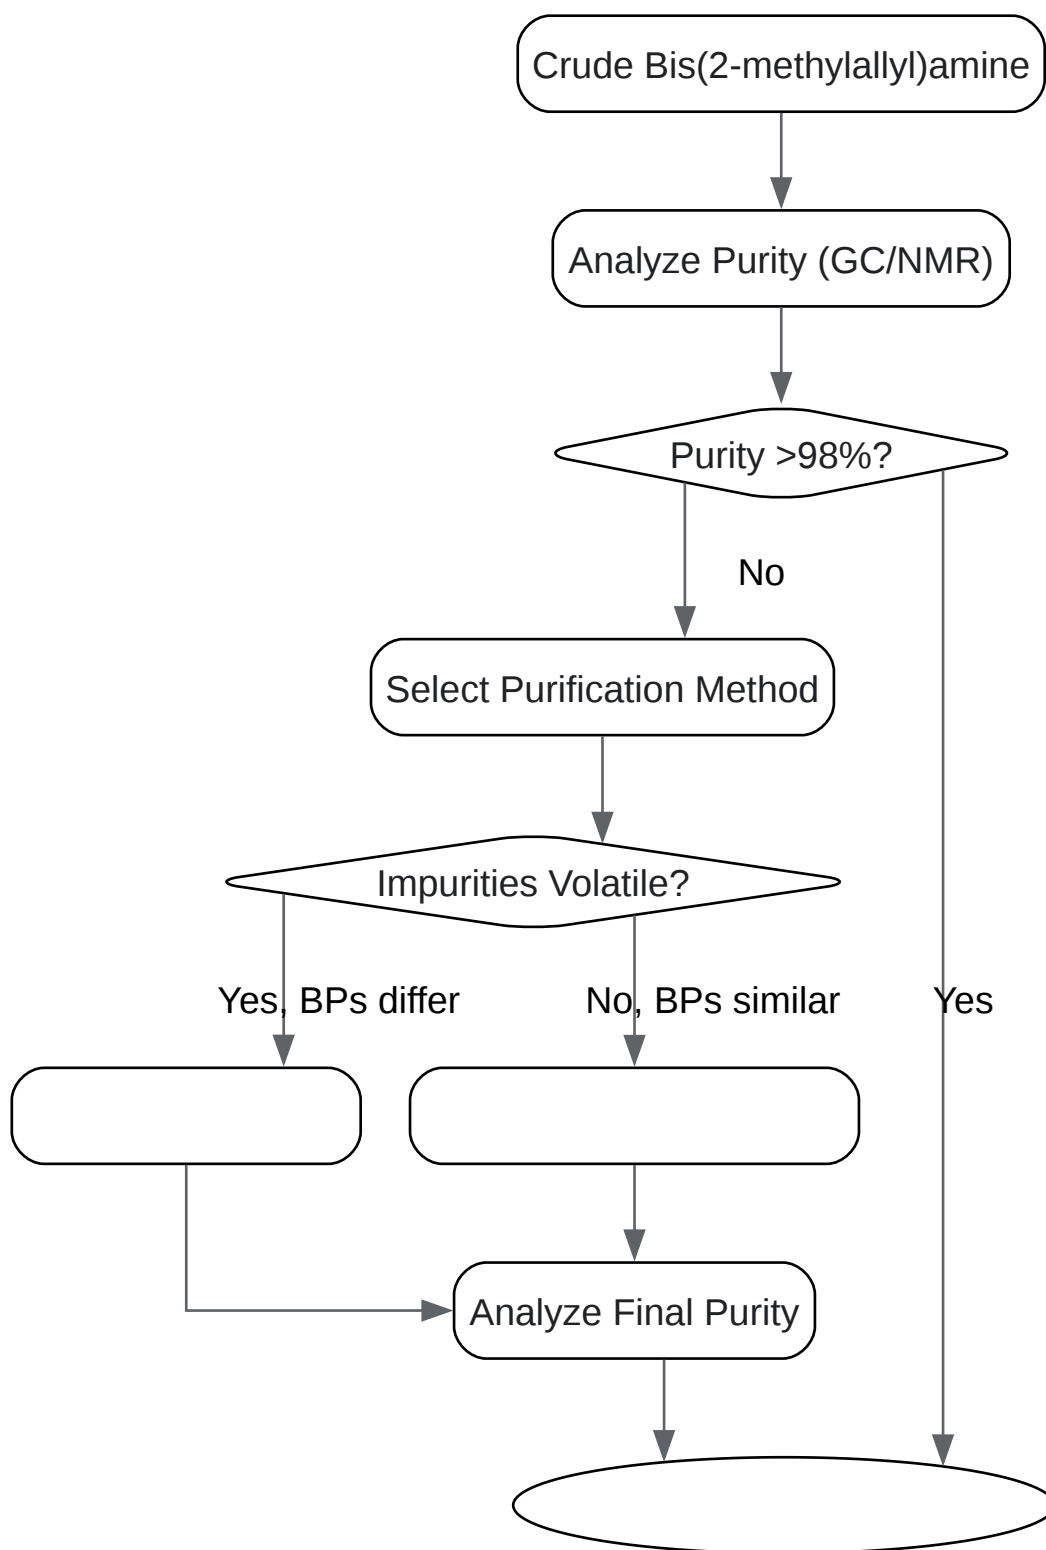 Crude Bis(2-methylallyl)amine
Analyze Purity (GC/NMR)
Purity >98%?
No
Select Purification Method
Impurities Volatile?
Yes, BPs differ
No, BPs similar
Yes
Analyze Final Purity